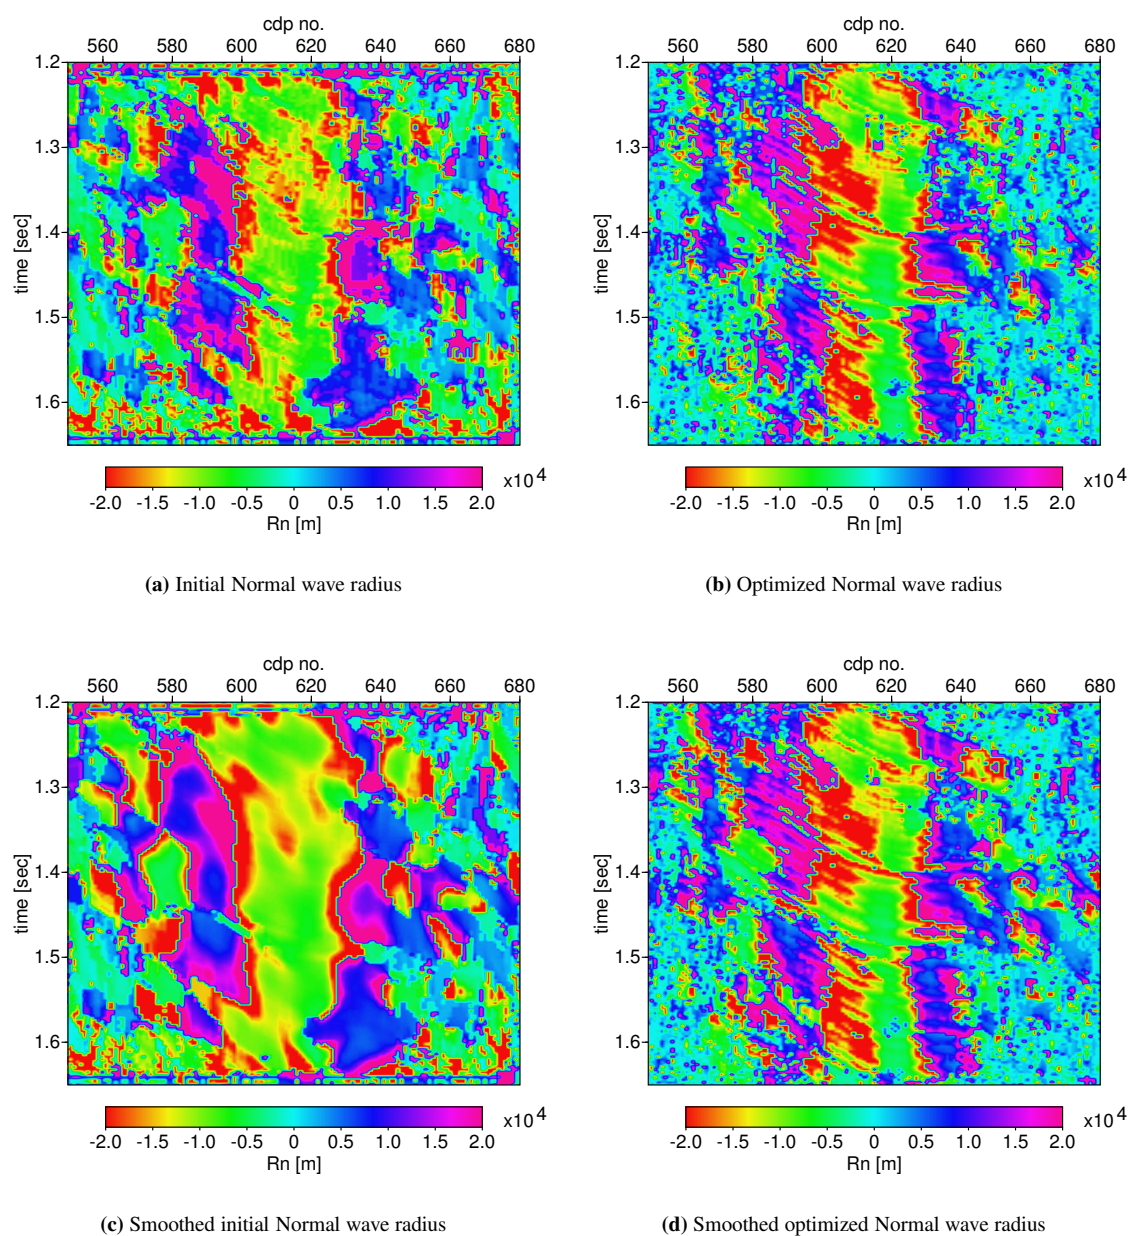 cdp no.
560 580 600 620 640 660 680
1.2
1.3
1.4
1.5
1.6
time [sec]
-2.0 -1.5 -1.0 -0.5 0 0.5 1.0 1.5 2.0 x10 4
Rn [m]
(a) Initial Normal wave radius
cdp no.
560 580 600 620 640 660 680
1.2
1.3
1.4
1.5
1.6
time [sec]
-2.0 -1.5 -1.0 -0.5 0 0.5 1.0 1.5 2.0 x10 4
Rn [m]
(b) Optimized Normal wave radius
cdp no.
560 580 600 620 640 660 680
1.2
1.3
1.4
1.5
1.6
time [sec]
-2.0 -1.5 -1.0 -0.5 0 0.5 1.0 1.5 2.0 x10 4
Rn [m]
(c) Smoothed initial Normal wave radius
cdp no.
560 580 600 620 640 660 680
1.2
1.3
1.4
1.5
1.6
time [sec]
-2.0 -1.5 -1.0 -0.5 0 0.5 1.0 1.5 2.0 x10 4
Rn [m]
(d) Smoothed optimized Normal wave radius